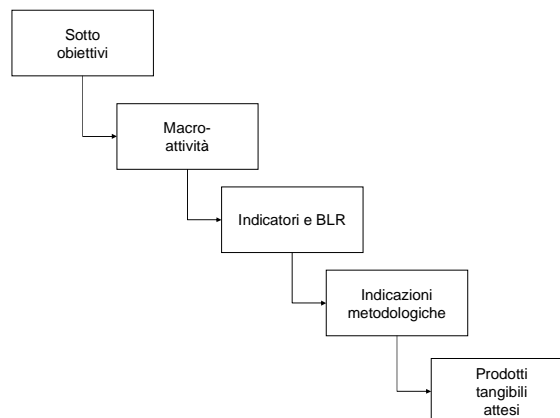 Sotto
obiettivi
Macro-
attività
Indicatori e BLR
Indicazioni
metodologiche
Prodotti
tangibili
attesi